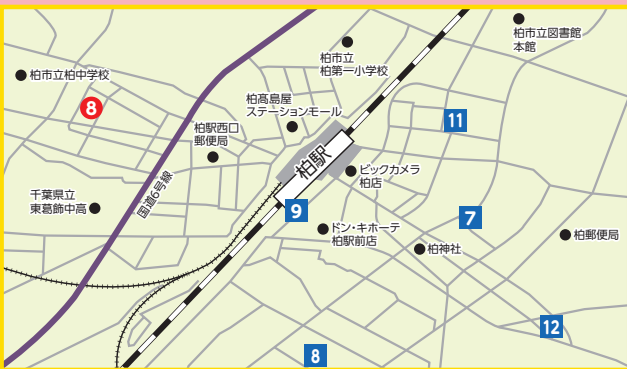 柏市立図書館
本館
柏市立
柏第一小学校
柏市立柏中学校
8
柏髙島屋
ステーションモール
11
柏駅西口
郵便局
柏駅
ビックカメラ
柏店
千葉県立
東葛飾中高
国道6号線
9
7
ドン・キホーテ
柏駅前店
柏神社
柏郵便局
12
8